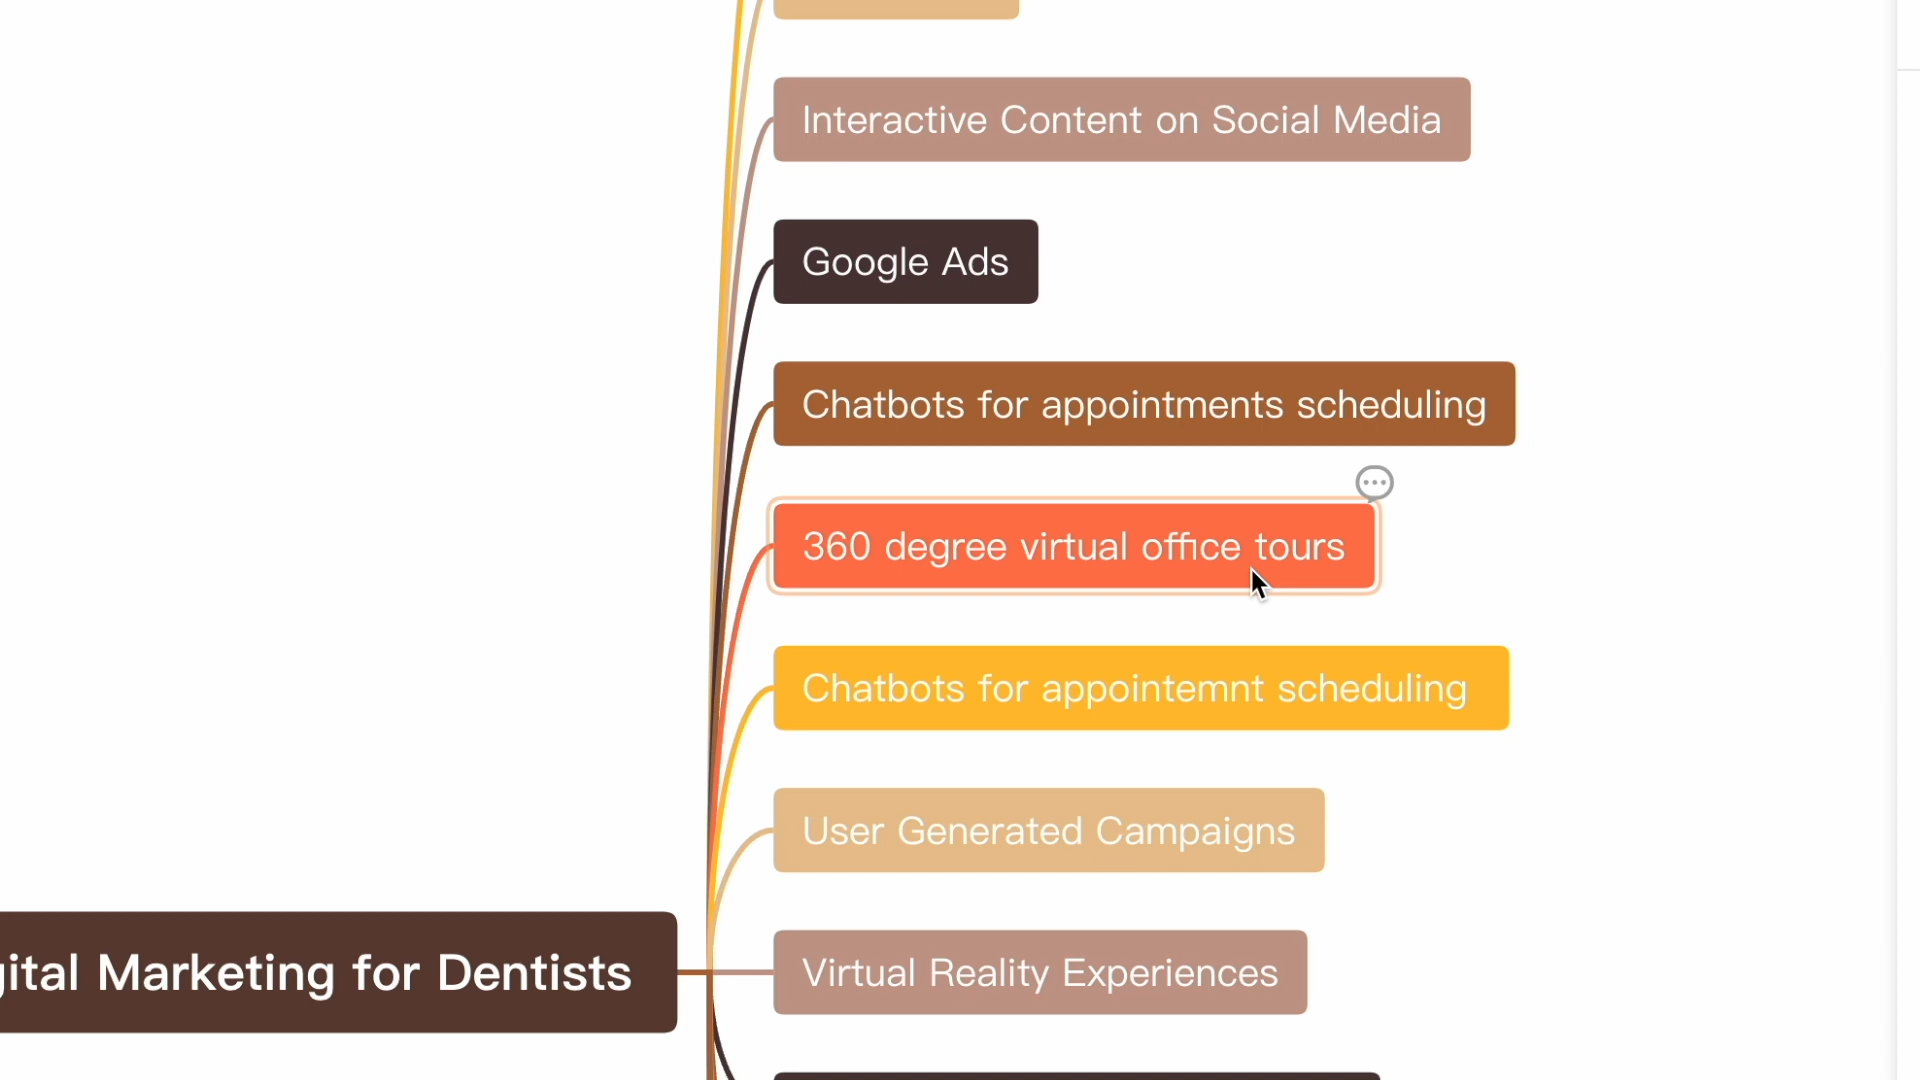 Interactive Content on Social Media
Google Ads
Chatbots for appointments scheduling
360 degree virtual office tours
Chatbots for appointemnt scheduling
User Generated Campaigns
gital Marketing for Dentists
Virtual Reality Experiences